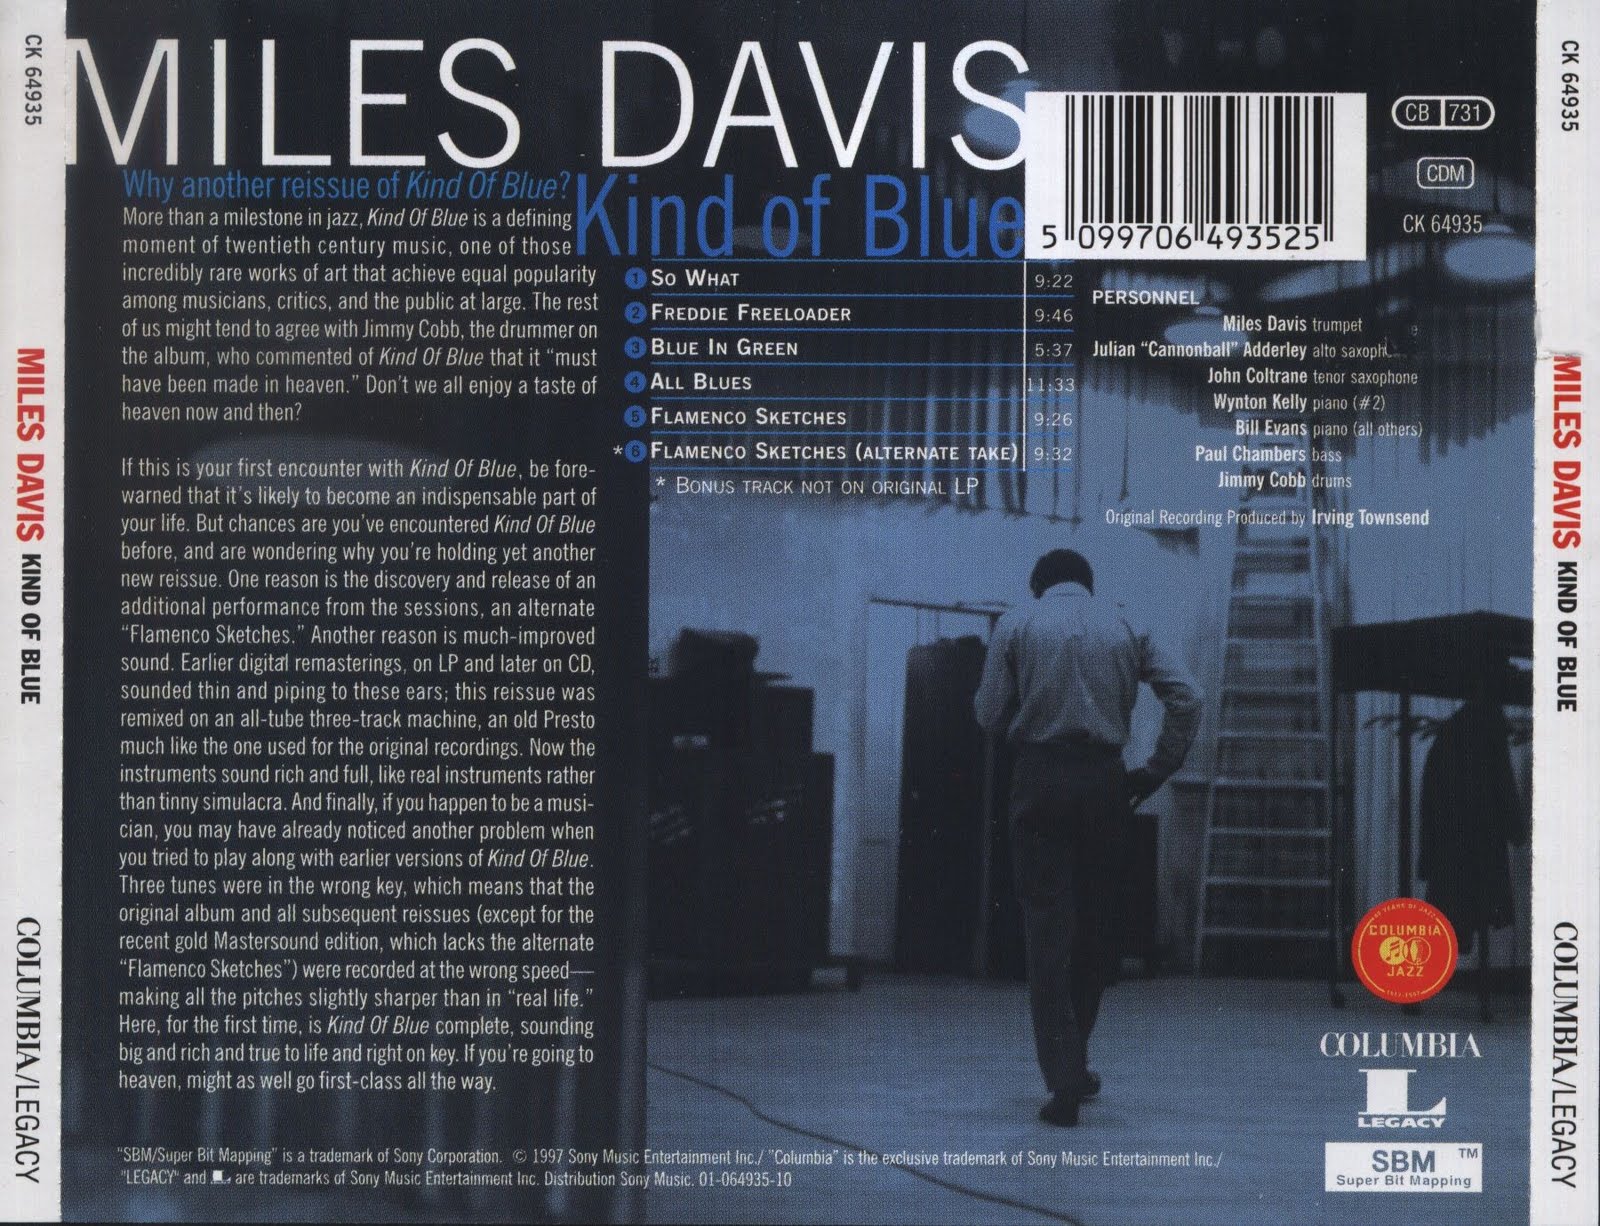 CK 64935
MILES DAVIS KIND OF BLUE
COLUMBIA/LEGACY
MILES DAVIS
Kind of Blue
Why another reissue of Kind Of Blue?
More than a milestone in jazz, Kind Of Blue is a defining
moment of twentieth century music, one of those
incredibly rare works of art that achieve equal popularity
among musicians, critics, and the public at large. The rest
of us might tend to agree with Jimmy Cobb, the drummer on
the album, who commented of Kind Of Blue that it “must
have been made in heaven.” Don’t we all enjoy a taste of
heaven now and then?
If this is your first encounter with Kind Of Blue, be fore-
warned that it’s likely to become an indispensable part of
your life. But chances are you’ve encountered Kind Of Blue
before, and are wondering why you’re holding yet another
new reissue. One reason is the discovery and release of an
additional performance from the sessions, an alternate
“Flamenco Sketches.” Another reason is much-improved
sound. Earlier digital remasterings, on LP and later on CD,
sounded thin and piping to these ears; this reissue was
remixed on an all-tube three-track machine, an old Presto
much like the one used for the original recordings. Now the
instruments sound rich and full, like real instruments rather
than tinny simulacra. And finally, if you happen to be a musi-
cian, you may have already noticed another problem when
you tried to play along with earlier versions of Kind Of Blue.
Three tunes were in the wrong key, which means that the
original album and all subsequent reissues (except for the
recent gold Mastersound edition, which lacks the alternate
“Flamenco Sketches”) were recorded at the wrong speed—
making all the pitches slightly sharper than in “real life.”
Here, for the first time, is Kind Of Blue complete, sounding
big and rich and true to life and right on key. If you’re going to
heaven, might as well go first-class all the way.
1 SO WHAT 9:22
2 FREDDIE FREELOADER 9:46
3 BLUE IN GREEN 5:37
4 ALL BLUES 11:33
5 FLAMENCO SKETCHES 9:26
*6 FLAMENCO SKETCHES (ALTERNATE TAKE) 9:32
* BONUS TRACK NOT ON ORIGINAL LP
5 099706 493525
CB 731
CDM
CK 64935
PERSONNEL
Miles Davis trumpet
Julian “Cannonball” Adderley alto saxoph
John Coltrane tenor saxophone
Wynton Kelly piano (#2)
Bill Evans piano (all others)
Paul Chambers bass
Jimmy Cobb drums
Original Recording Produced by Irving Townsend
COLUMBIA
JAZZ
COLUMBIA
L
LEGACY
SBM TM
Super Bit Mapping
"SBM/Super Bit Mapping" is a trademark of Sony Corporation. © 1997 Sony Music Entertainment Inc./ "Columbia" is the exclusive trademark of Sony Music Entertainment Inc./
"LEGACY" and L are trademarks of Sony Music Entertainment Inc. Distribution Sony Music. 01-064935-10
CK 64935
MILES DAVIS KIND OF BLUE
COLUMBIA/LEGACY